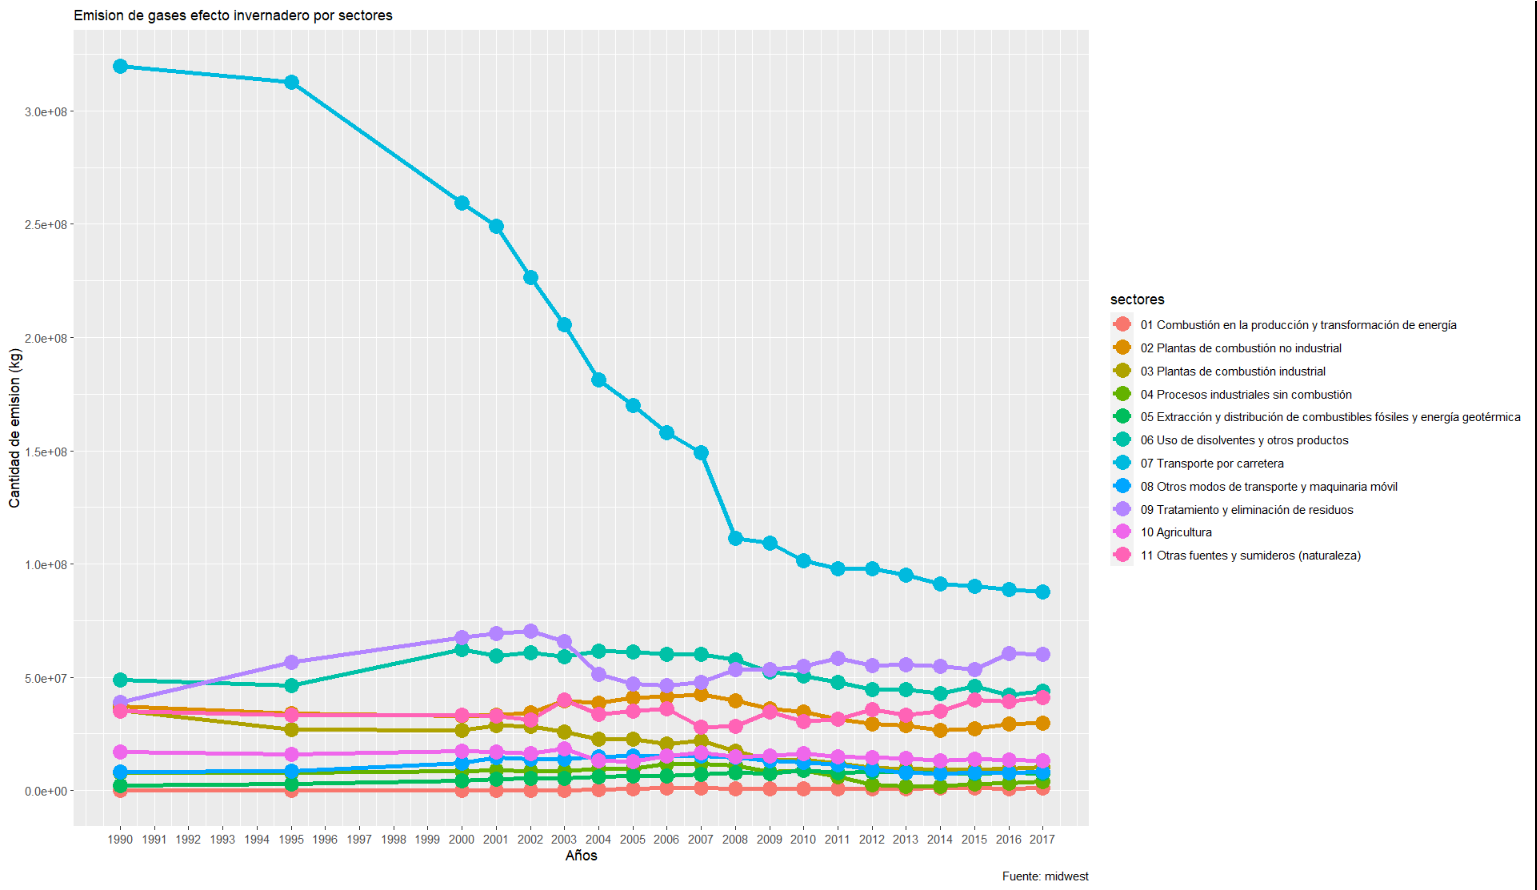 Emision de gases efecto invernadero por sectores
Cantidad de emision (kg)
3.0e+08
2.5e+08
2.0e+08
1.5e+08
1.0e+08
5.0e+07
0.0e+00
1990 1991 1992 1993 1994 1995 1996 1997 1998 1999 2000 2001 2002 2003 2004 2005 2006 2007 2008 2009 2010 2011 2012 2013 2014 2015 2016 2017
Años
Fuente: midwest
sectores
01 Combustión en la producción y transformación de energía
02 Plantas de combustión no industrial
03 Plantas de combustión industrial
04 Procesos industriales sin combustión
05 Extracción y distribución de combustibles fósiles y energía geotérmica
06 Uso de disolventes y otros productos
07 Transporte por carretera
08 Otros modos de transporte y maquinaria móvil
09 Tratamiento y eliminación de residuos
10 Agricultura
11 Otras fuentes y sumideros (naturaleza)